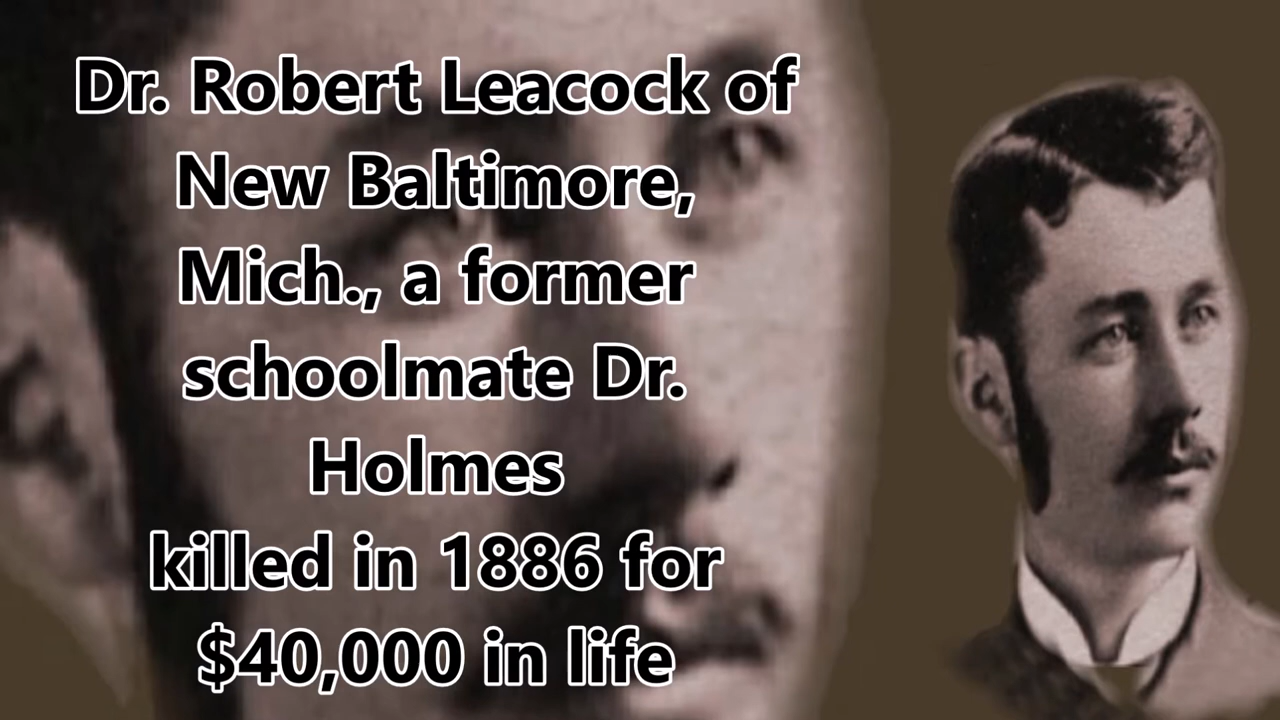 Dr. Robert Leacock of
New Baltimore,
Mich., a former
schoolmate Dr.
Holmes
killed in 1886 for
$40,000 in life